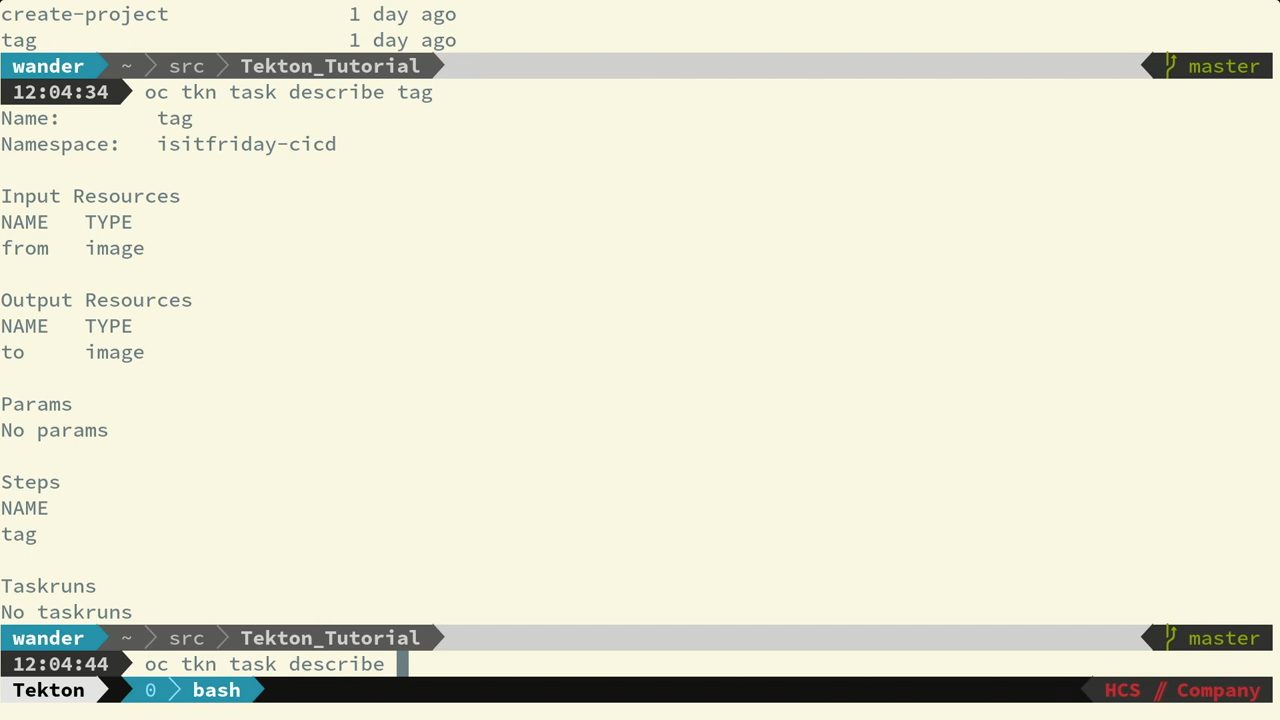 create-project 1 day ago
tag 1 day ago
wander ~ src Tekton_Tutorial master
12:04:34 oc tkn task describe tag
Name: tag
Namespace: isitfriday-cicd
Input Resources
NAME TYPE
from image
Output Resources
NAME TYPE
to image
Params
No params
Steps
NAME
tag
Taskruns
No taskruns
wander ~ src Tekton_Tutorial master
12:04:44 oc tkn task describe
Tekton 0 bash HCS // Company